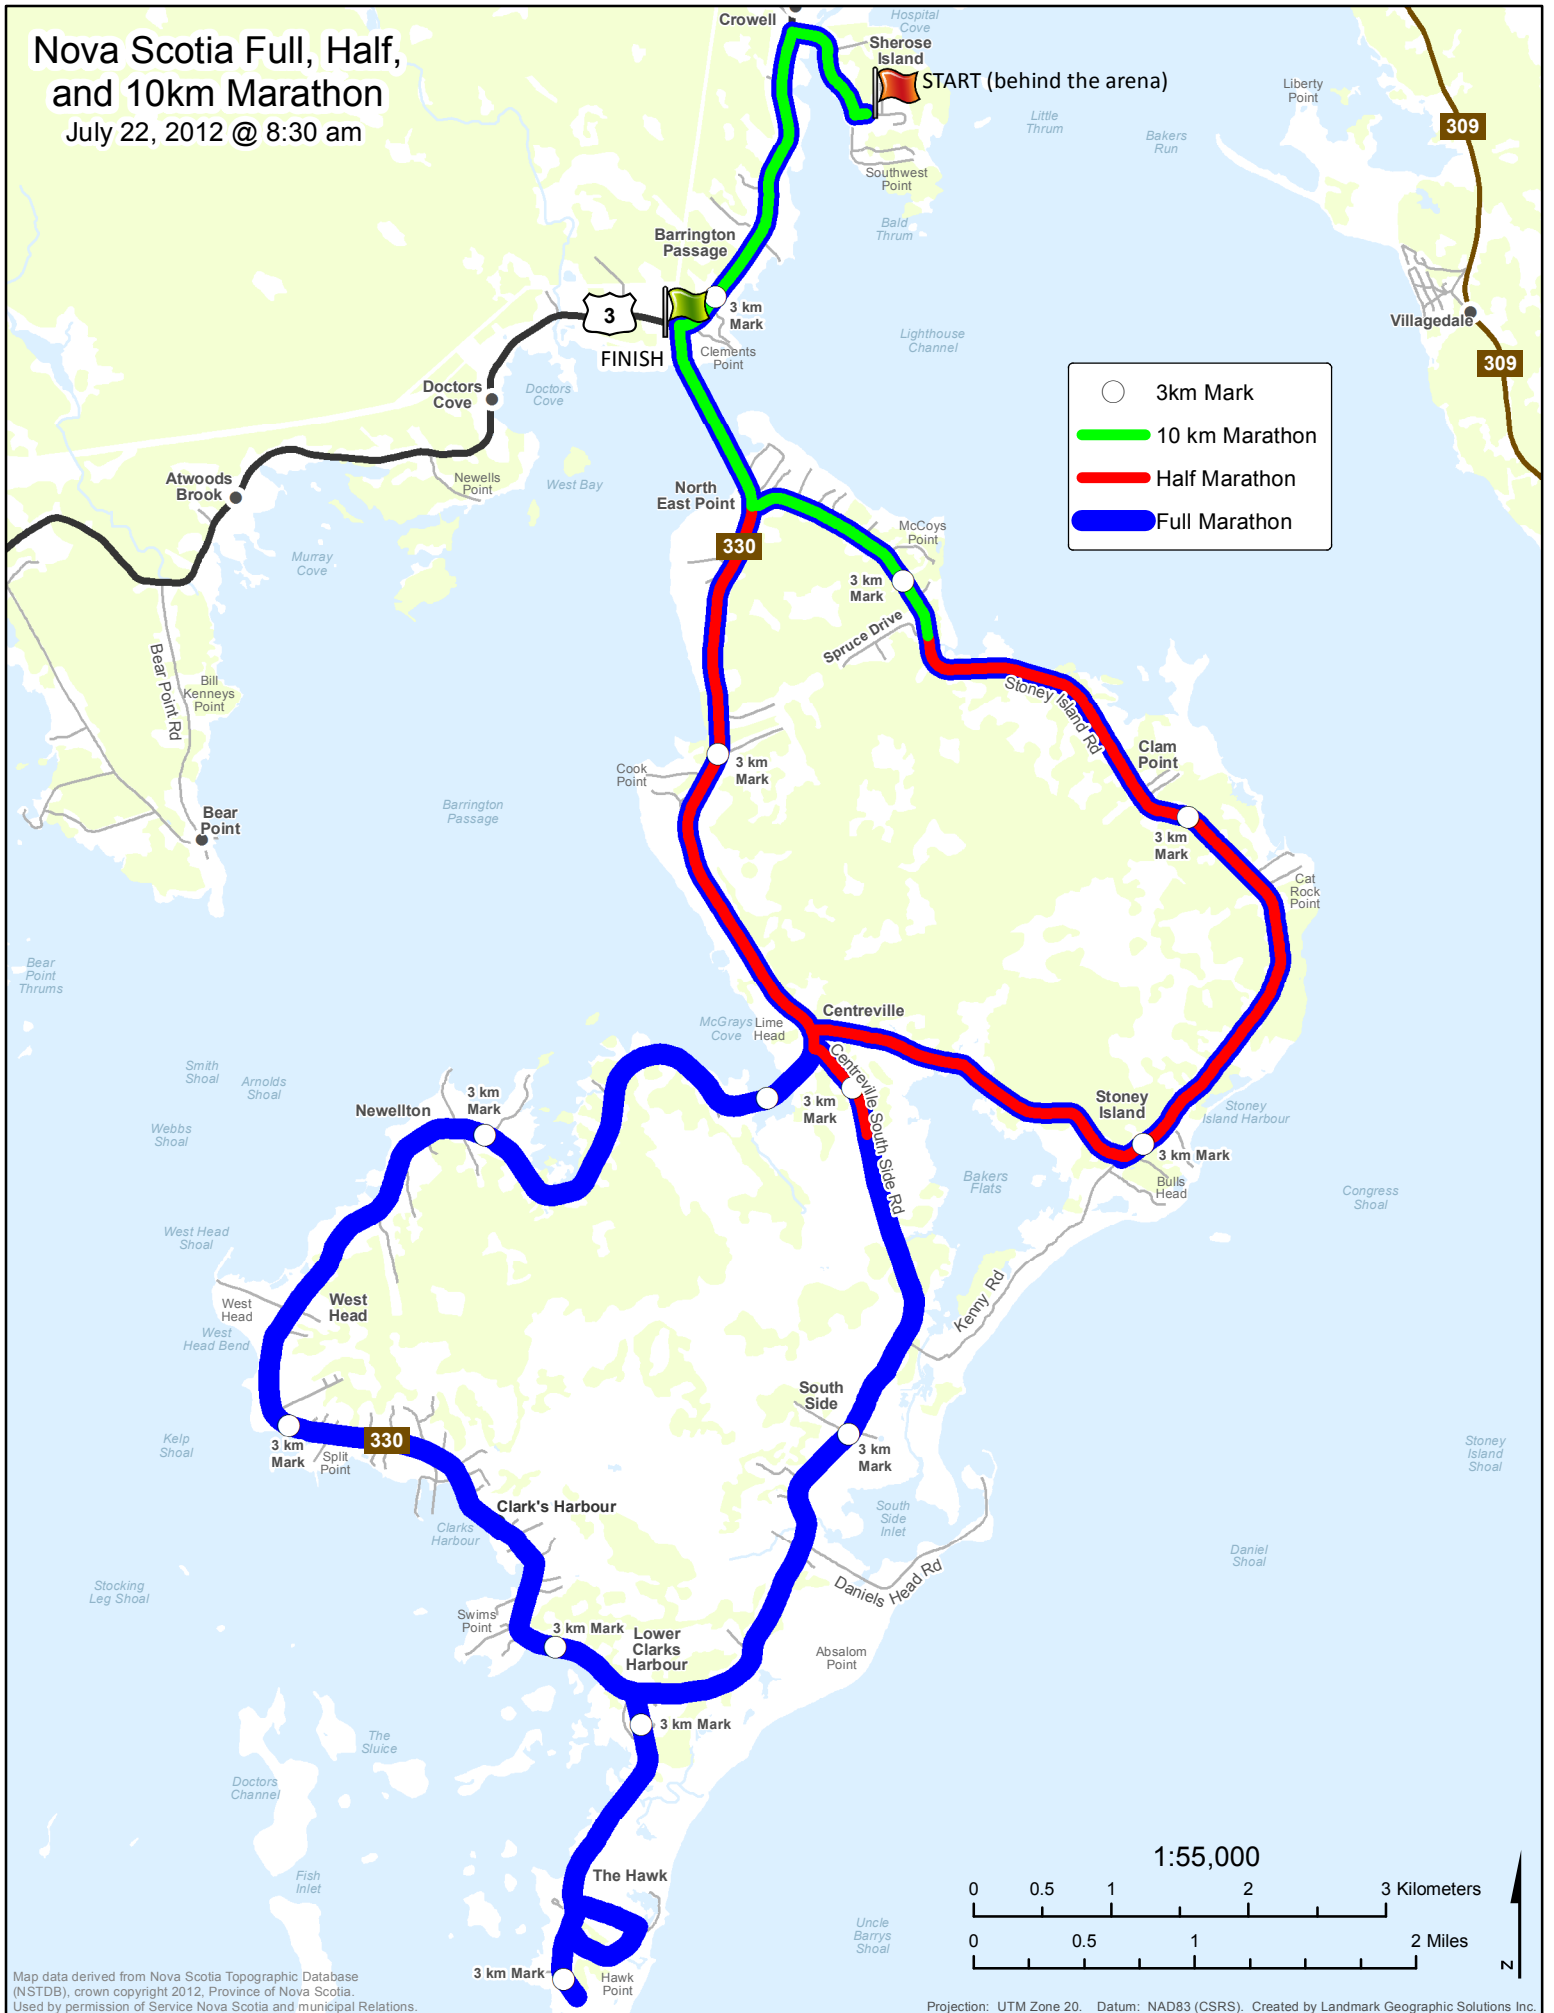 Nova Scotia Full, Half,
and 10km Marathon
July 22, 2012 @ 8:30 am
Crowell
Hospital
Cove
Sherose
Island
START (behind the arena)
Liberty
Point
Little
Thrum
Bakers
Run
309
Southwest
Point
Bald
Thrum
Barrington
Passage
3 km
Mark
3
FINISH
Clements
Point
Lighthouse
Channel
Villagedale
309
Doctors
Cove
Doctors
Cove
3km Mark
10 km Marathon
Half Marathon
Full Marathon
Atwoods
Brook
Newells
Point
West Bay
North
East Point
McCoys
Point
330
Murray
Cove
3 km
Mark
Spruce Drive
Bear Point Rd
Bill
Kenneys
Point
Stoney Island Rd
Clam
Point
3 km
Mark
Cook
Point
Barrington
Passage
Bear
Point
3 km
Mark
Cat
Rock
Point
Bear
Point
Thrums
McGrays
Cove
Lime
Head
Centreville
Centreville South Side Rd
Smith
Shoal
Arnolds
Shoal
3 km
Mark
Newellton
3 km
Mark
Stoney
Island
Stoney
Island Harbour
Webbs
Shoal
3 km Mark
Bakers
Flats
Bulls
Head
Congress
Shoal
West Head
Shoal
West
Head
West
Head
West
Head Bend
Kenny Rd
South
Side
3 km
Mark
330
Kelp
Shoal
3 km
Mark
Split
Point
Stoney
Island
Shoal
Clark's Harbour
Clarks
Harbour
South
Side
Inlet
Daniel
Shoal
Daniels Head Rd
Stocking
Leg Shoal
Swims
Point
3 km Mark
Lower
Clarks
Harbour
Absalom
Point
3 km Mark
The
Sluice
Doctors
Channel
1:55,000
The Hawk
Fish
Inlet
0 0.5 1 2 3 Kilometers
Uncle
Barrys
Shoal
0 0.5 1 2 Miles
N
3 km Mark
Hawk
Point
Map data derived from Nova Scotia Topographic Database
(NSTDB), crown copyright 2012, Province of Nova Scotia.
Used by permission of Service Nova Scotia and municipal Relations.
Projection: UTM Zone 20. Datum: NAD83 (CSRS). Created by Landmark Geographic Solutions Inc.